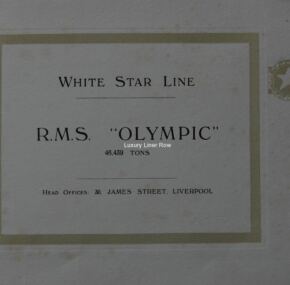 WHITE STAR LINE
R.M.S. "OLYMPIC"
Luxury Liner Row
46,439 TONS
HEAD OFFICES: 30, JAMES STREET, LIVERPOOL